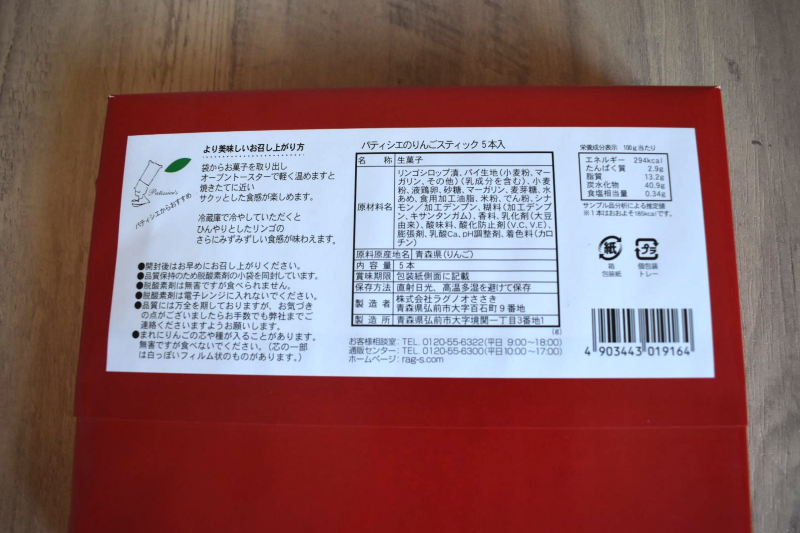 より美味しいお召し上がり方
袋からお菓子を取り出し
オーブントースターで軽く温めますと
焼きたてに近い
サクッとした食感が楽しめます。
冷蔵庫で冷やしていただくと
ひんやりとしたリンゴの
さらにみずみずしい食感が味わえます。
Patissier's
パティシエからおすすめ
●開封後はお早めにお召し上がりください。
●品質保持のため脱酸素剤の小袋を同封しています。
●脱酸素剤は無害ですが食べられません。
●脱酸素剤は電子レンジに入れないでください。
●品質には万全を期しておりますが、お気づき
の点がございましたらお手数でも弊社までご
連絡くださいますようお願いします。
●まれにりんごの芯や種が入ることがあります。
無害ですが食べないでください。(芯の一部
は白っぽいフィルム状のものがあります。)
パティシエのりんごスティック 5本入
名 称 生菓子
原材料名 リンゴシロップ漬、パイ生地(小麦粉、マー
ガリン、その他)(乳成分を含む)、小麦
粉、液鶏卵、砂糖、マーガリン、麦芽糖、水
あめ、食用加工油脂、米粉、でん粉、シナ
モン/加工デンプン、糊料(加工デンプ
ン、キサンタンガム)、香料、乳化剤(大豆
由来)、酸味料、酸化防止剤(V.C、V.E)、
膨張剤、乳酸Ca、pH調整剤、着色料(カロ
チン)
原料原産地名 青森県(りんご)
内 容 量 5本
賞味期限 包装紙側面に記載
保存方法 直射日光、高温多湿を避けて保存
製 造 者 株式会社ラグノオささき
青森県弘前市大字百石町9番地
製 造 所 青森県弘前市大字境関一丁目3番地1
(g)
お客様相談室: TEL 0120-55-6322(平日 9:00~18:00)
通販センター: TEL 0120-55-6300(平日10:00~17:00)
ホームページ: rag-s.com
栄養成分表示 100g当たり
エネルギー 294kcal
たんぱく質 2.9g
脂質 13.2g
炭水化物 40.9g
食塩相当量 0.34g
サンプル品分析による推定値
※1本はおおよそ185kcalです。
紙
箱
包装紙
プラ
個包装
トレー
4 903443 019164